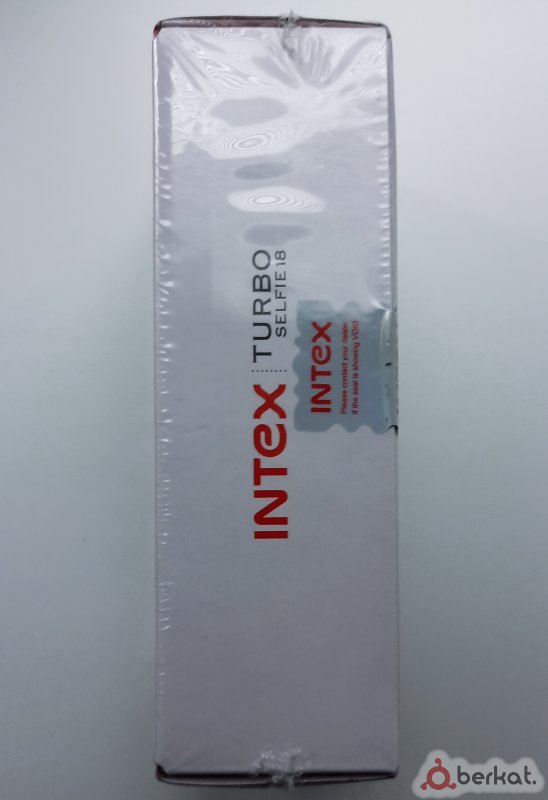 INTEX
TURBO
SELFIE 18
INTEX
Please contact your dealer
if the seal is showing VOID
berkat.